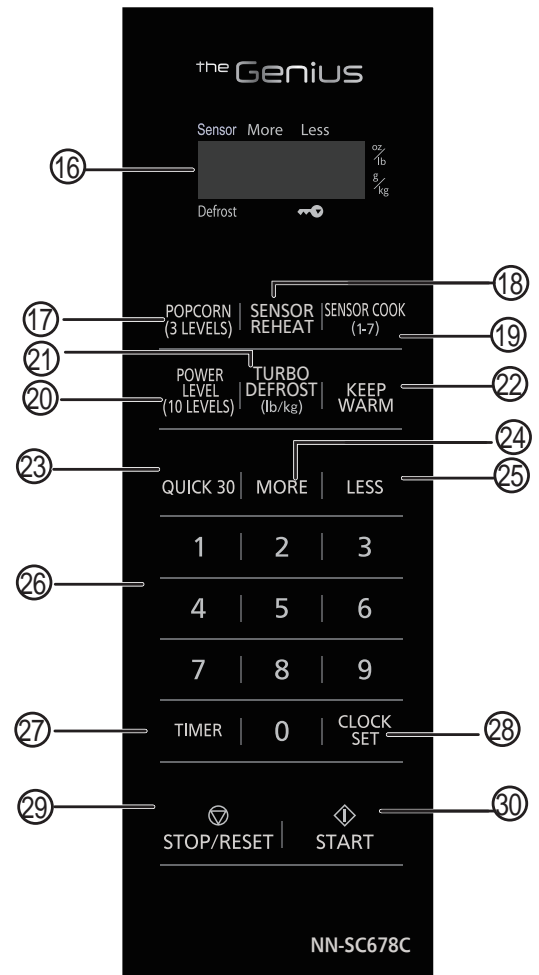 the Genius
Sensor More Less
oz/lb
g/kg
16
Defrost
18
17
POPCORN (3 LEVELS)
SENSOR REHEAT
SENSOR COOK (1-7)
19
21
20
POWER LEVEL (10 LEVELS)
TURBO DEFROST (lb/kg)
KEEP WARM
22
24
23
QUICK 30 MORE LESS
25
1 2 3
26
4 5 6
7 8 9
27
TIMER 0 CLOCK SET
28
29
STOP/RESET START
30
NN-SC678C